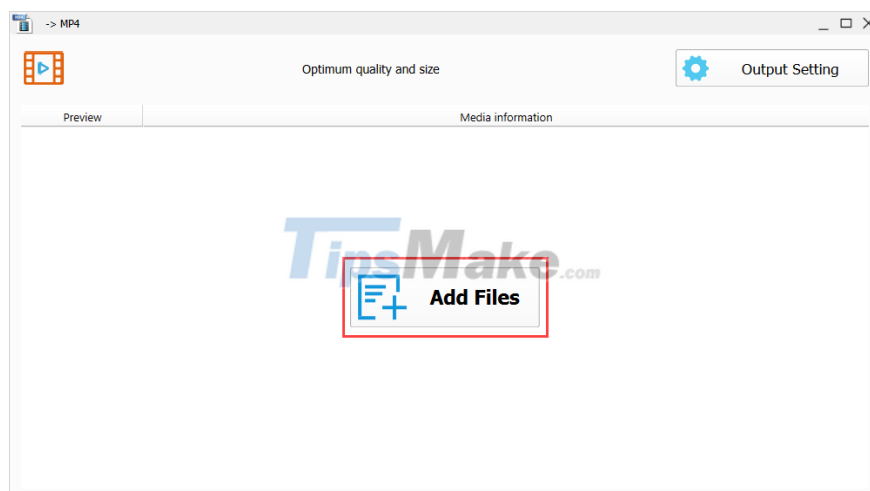 -> MP4
Optimum quality and size
Output Setting
Preview
Media information
TipsMake.com
Add Files